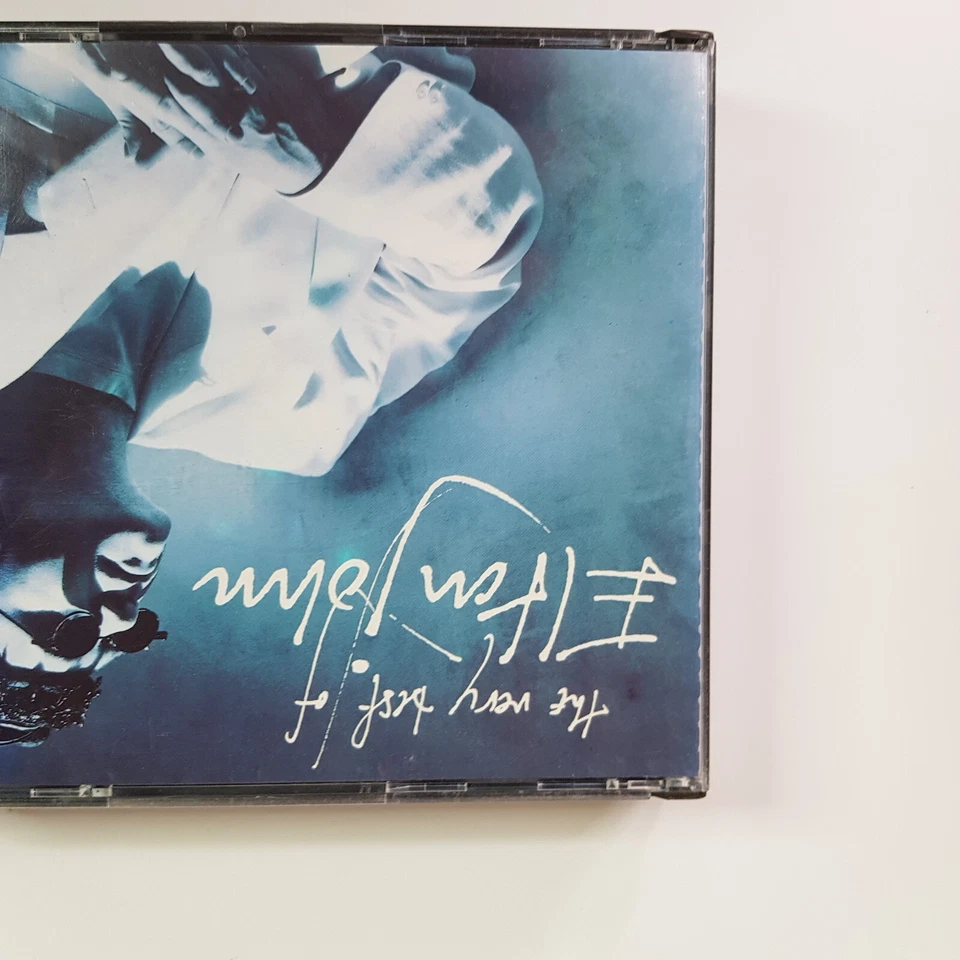 the very best of
Elton John